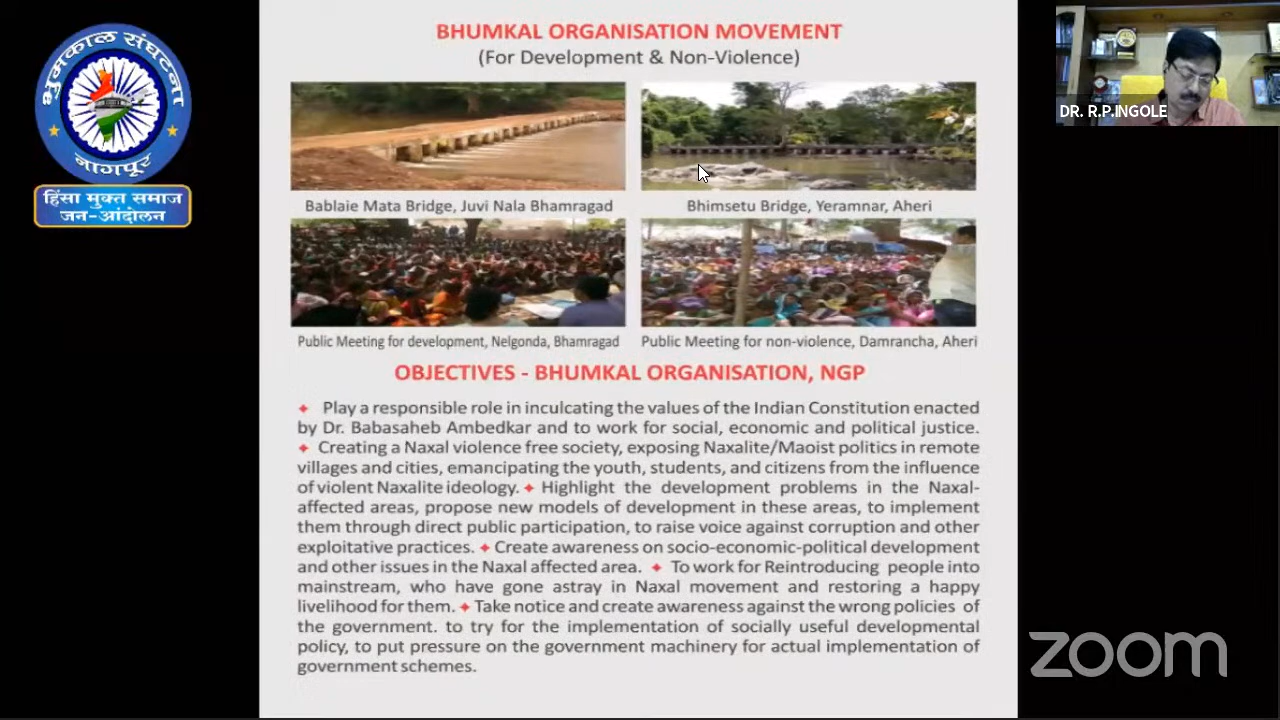 भुमकाल संघटना
नागपूर
हिंसा मुक्त समाज
जन-आंदोलन
BHUMKAL ORGANISATION MOVEMENT
(For Development & Non-Violence)
Bablaie Mata Bridge, Juvi Nala Bhamragad
Bhimsetu Bridge, Yeramnar, Aheri
Public Meeting for development, Nelgonda, Bhamragad
Public Meeting for non-violence, Damrancha, Aheri
OBJECTIVES - BHUMKAL ORGANISATION, NGP
✦ Play a responsible role in inculcating the values of the Indian Constitution enacted
by Dr. Babasaheb Ambedkar and to work for social, economic and political justice.
✦ Creating a Naxal violence free society, exposing Naxalite/Maoist politics in remote
villages and cities, emancipating the youth, students, and citizens from the influence
of violent Naxalite ideology. ✦ Highlight the development problems in the Naxal-
affected areas, propose new models of development in these areas, to implement
them through direct public participation, to raise voice against corruption and other
exploitative practices. ✦ Create awareness on socio-economic-political development
and other issues in the Naxal affected area. ✦ To work for Reintroducing people into
mainstream, who have gone astray in Naxal movement and restoring a happy
livelihood for them. ✦ Take notice and create awareness against the wrong policies of
the government. to try for the implementation of socially useful developmental
policy, to put pressure on the government machinery for actual implementation of
government schemes.
DR. R.P.INGOLE
zoom